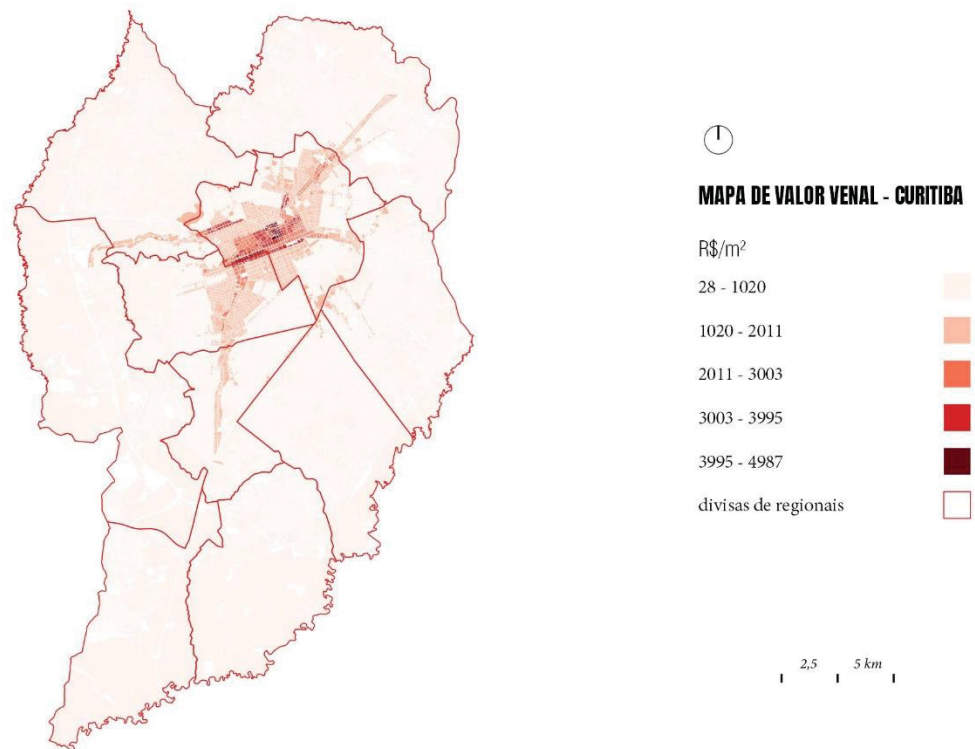 MAPA DE VALOR VENAL - CURITIBA
R$/m²
28 - 1020
1020 - 2011
2011 - 3003
3003 - 3995
3995 - 4987
divisas de regionais
2,5 5 km